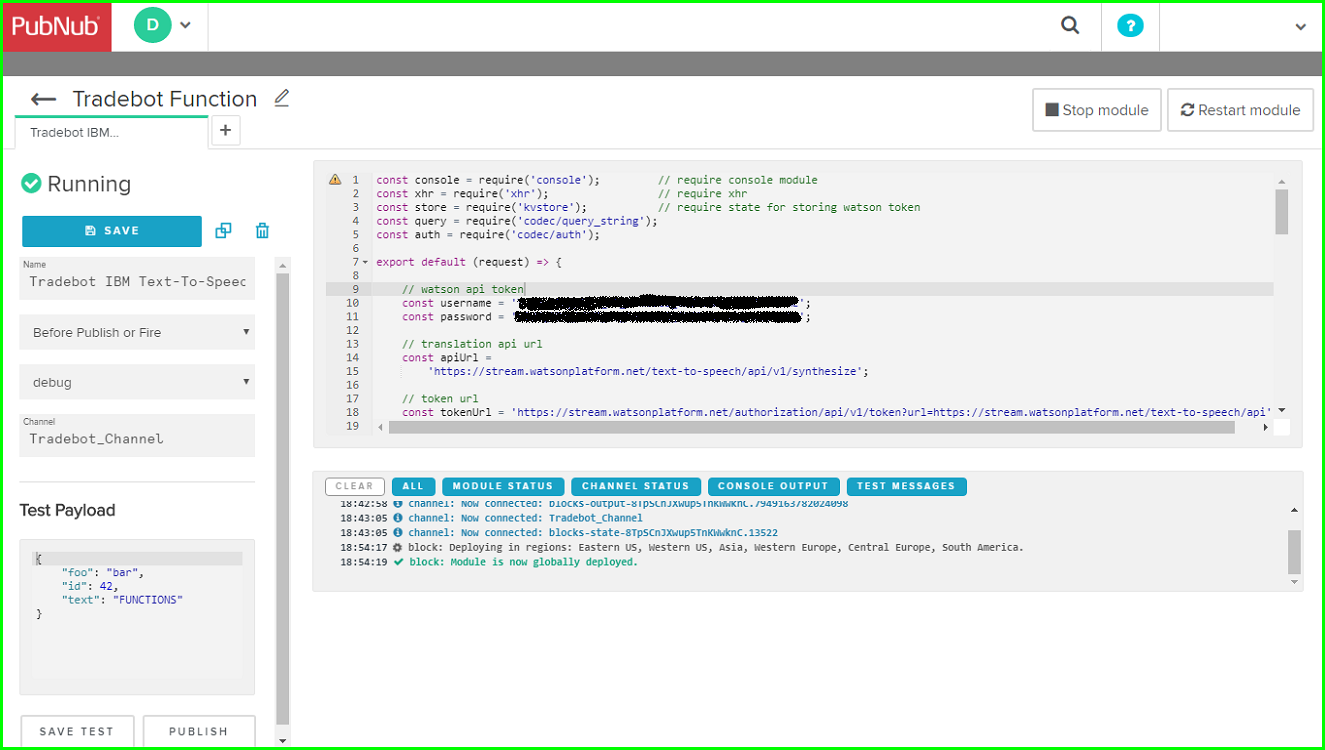 PubNub
D
?
Tradebot Function
Stop module
Restart module
Tradebot IBM...
+
Running
SAVE
Name
Tradebot IBM Text-To-Speec
Before Publish or Fire
debug
Channel
Tradebot_Channel
Test Payload
{
"foo": "bar",
"id": 42,
"text": "FUNCTIONS"
}
SAVE TEST
PUBLISH
1 const console = require('console'); // require console module
2 const xhr = require('xhr'); // require xhr
3 const store = require('kvstore'); // require state for storing watson token
4 const query = require('codec/query_string');
5 const auth = require('codec/auth');
6
7 export default (request) => {
8
9 // watson api token
10 const username = ' ';
11 const password = ' ';
12
13 // translation api url
14 const apiUrl =
15 'https://stream.watsonplatform.net/text-to-speech/api/v1/synthesize';
16
17 // token url
18 const tokenUrl = 'https://stream.watsonplatform.net/authorization/api/v1/token?url=https://stream.watsonplatform.net/text-to-speech/api'
19
CLEAR
ALL
MODULE STATUS
CHANNEL STATUS
CONSOLE OUTPUT
TEST MESSAGES
18:42:58 channel: Now connected: blocks-output-8TpSCnJXwup5TnKWwknC.7949163782024098
18:43:05 channel: Now connected: Tradebot_Channel
18:43:05 channel: Now connected: blocks-state-8TpSCnJXwup5TnKWwknC.13522
18:54:17 block: Deploying in regions: Eastern US, Western US, Asia, Western Europe, Central Europe, South America.
18:54:19 block: Module is now globally deployed.